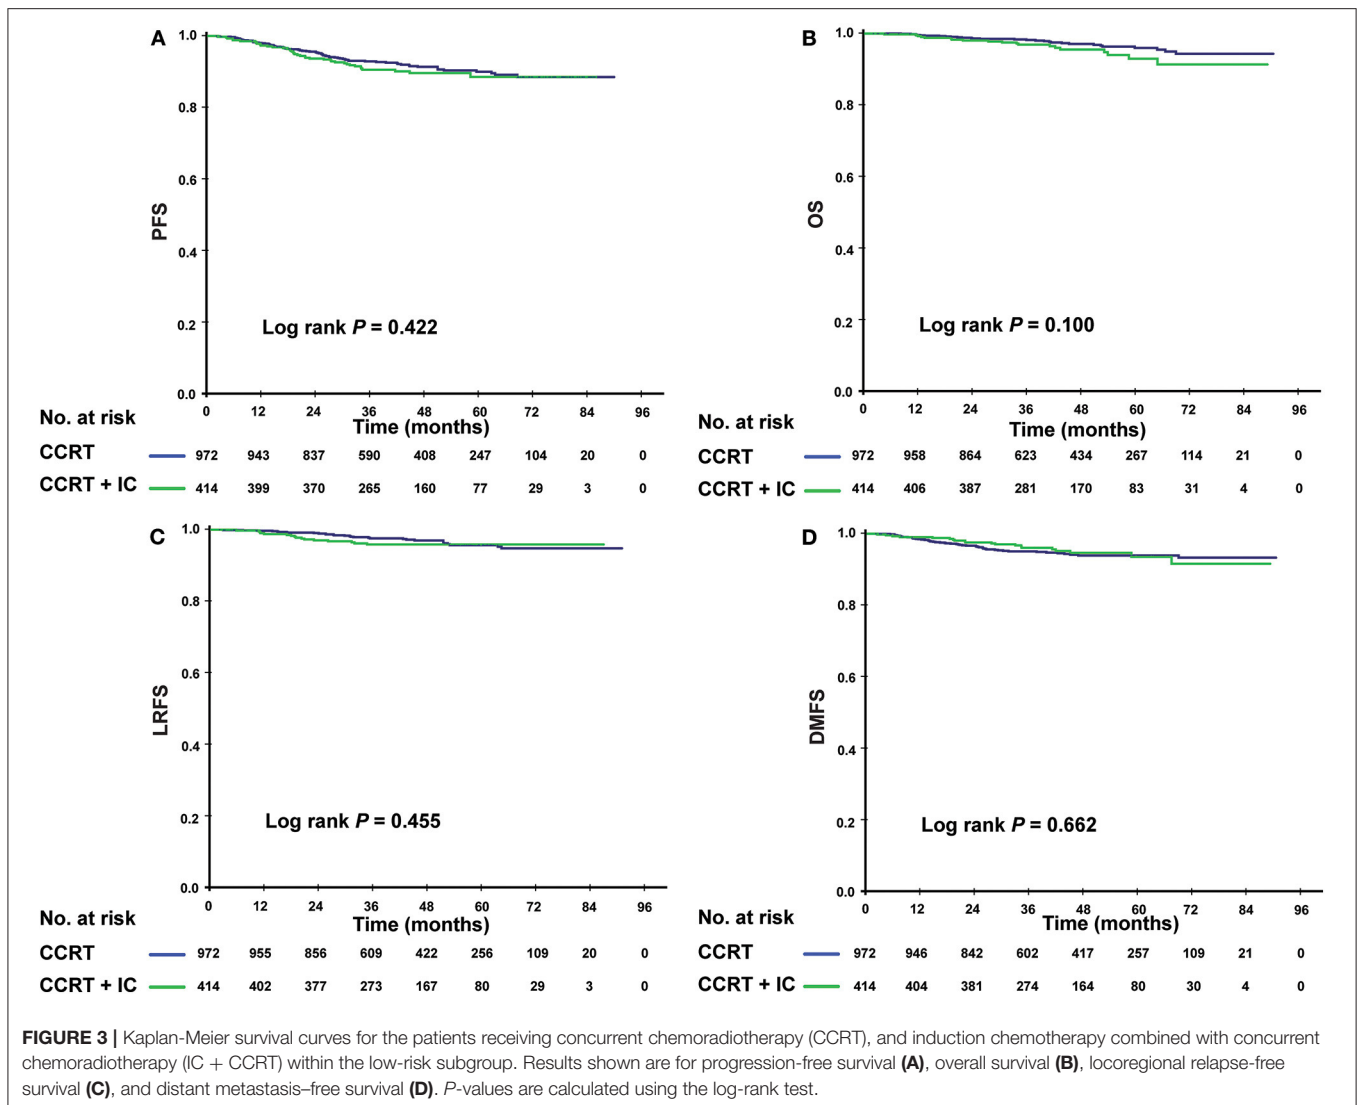 A
1.0
0.8
0.6
0.4
0.2
0.0
PFS
Log rank P = 0.422
0 12 24 36 48 60 72 84 96
Time (months)
No. at risk
CCRT 972 943 837 590 408 247 104 20 0
CCRT + IC 414 399 370 265 160 77 29 3 0
B
1.0
0.8
0.6
0.4
0.2
0.0
OS
Log rank P = 0.100
0 12 24 36 48 60 72 84 96
Time (months)
No. at risk
CCRT 972 958 864 623 434 267 114 21 0
CCRT + IC 414 406 387 281 170 83 31 4 0
C
1.0
0.8
0.6
0.4
0.2
0.0
LRFS
Log rank P = 0.455
0 12 24 36 48 60 72 84 96
Time (months)
No. at risk
CCRT 972 955 856 609 422 256 109 20 0
CCRT + IC 414 402 377 273 167 80 29 3 0
D
1.0
0.8
0.6
0.4
0.2
0.0
DMFS
Log rank P = 0.662
0 12 24 36 48 60 72 84 96
Time (months)
No. at risk
CCRT 972 946 842 602 417 257 109 21 0
CCRT + IC 414 404 381 274 164 80 30 4 0
FIGURE 3 | Kaplan-Meier survival curves for the patients receiving concurrent chemoradiotherapy (CCRT), and induction chemotherapy combined with concurrent
chemoradiotherapy (IC + CCRT) within the low-risk subgroup. Results shown are for progression-free survival (A), overall survival (B), locoregional relapse-free
survival (C), and distant metastasis–free survival (D). P-values are calculated using the log-rank test.